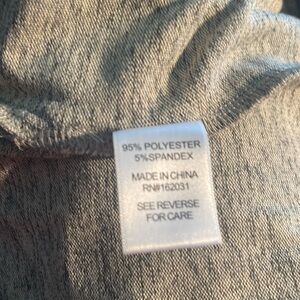 95% POLYESTER
5%SPANDEX
MADE IN CHINA
RN#162031
SEE REVERSE
FOR CARE